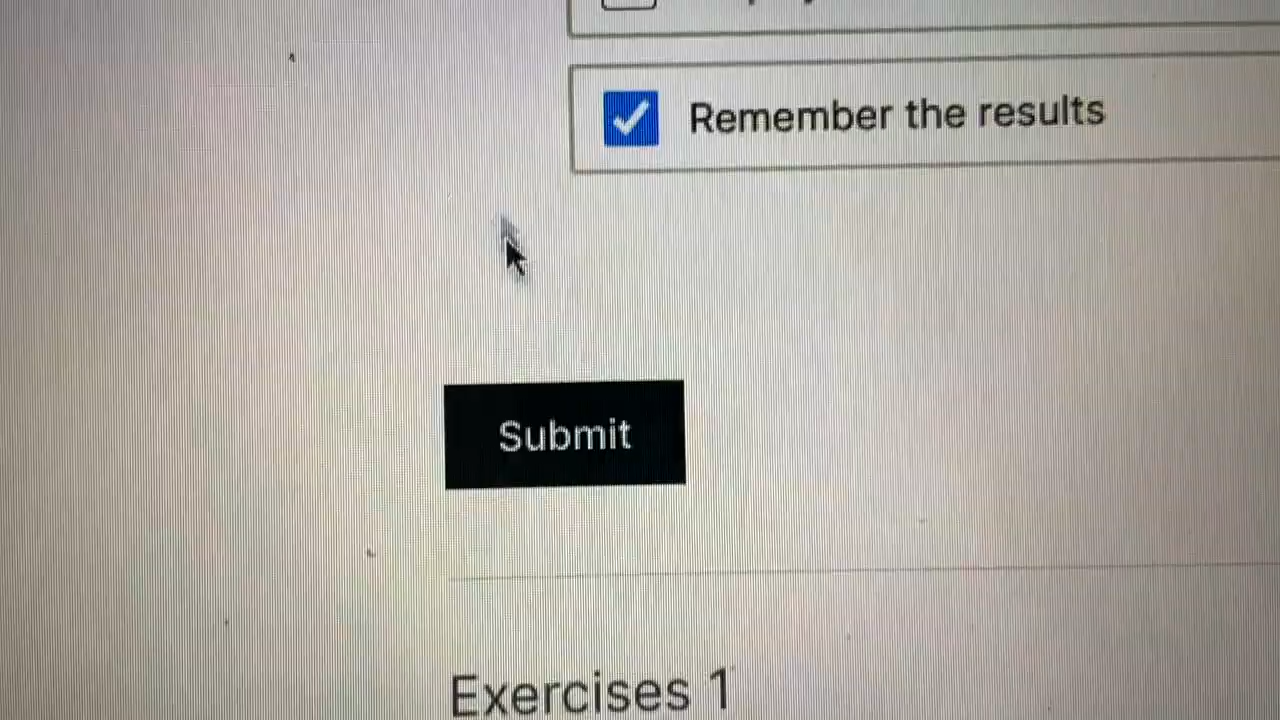 Remember the results
Submit
Exercises 1